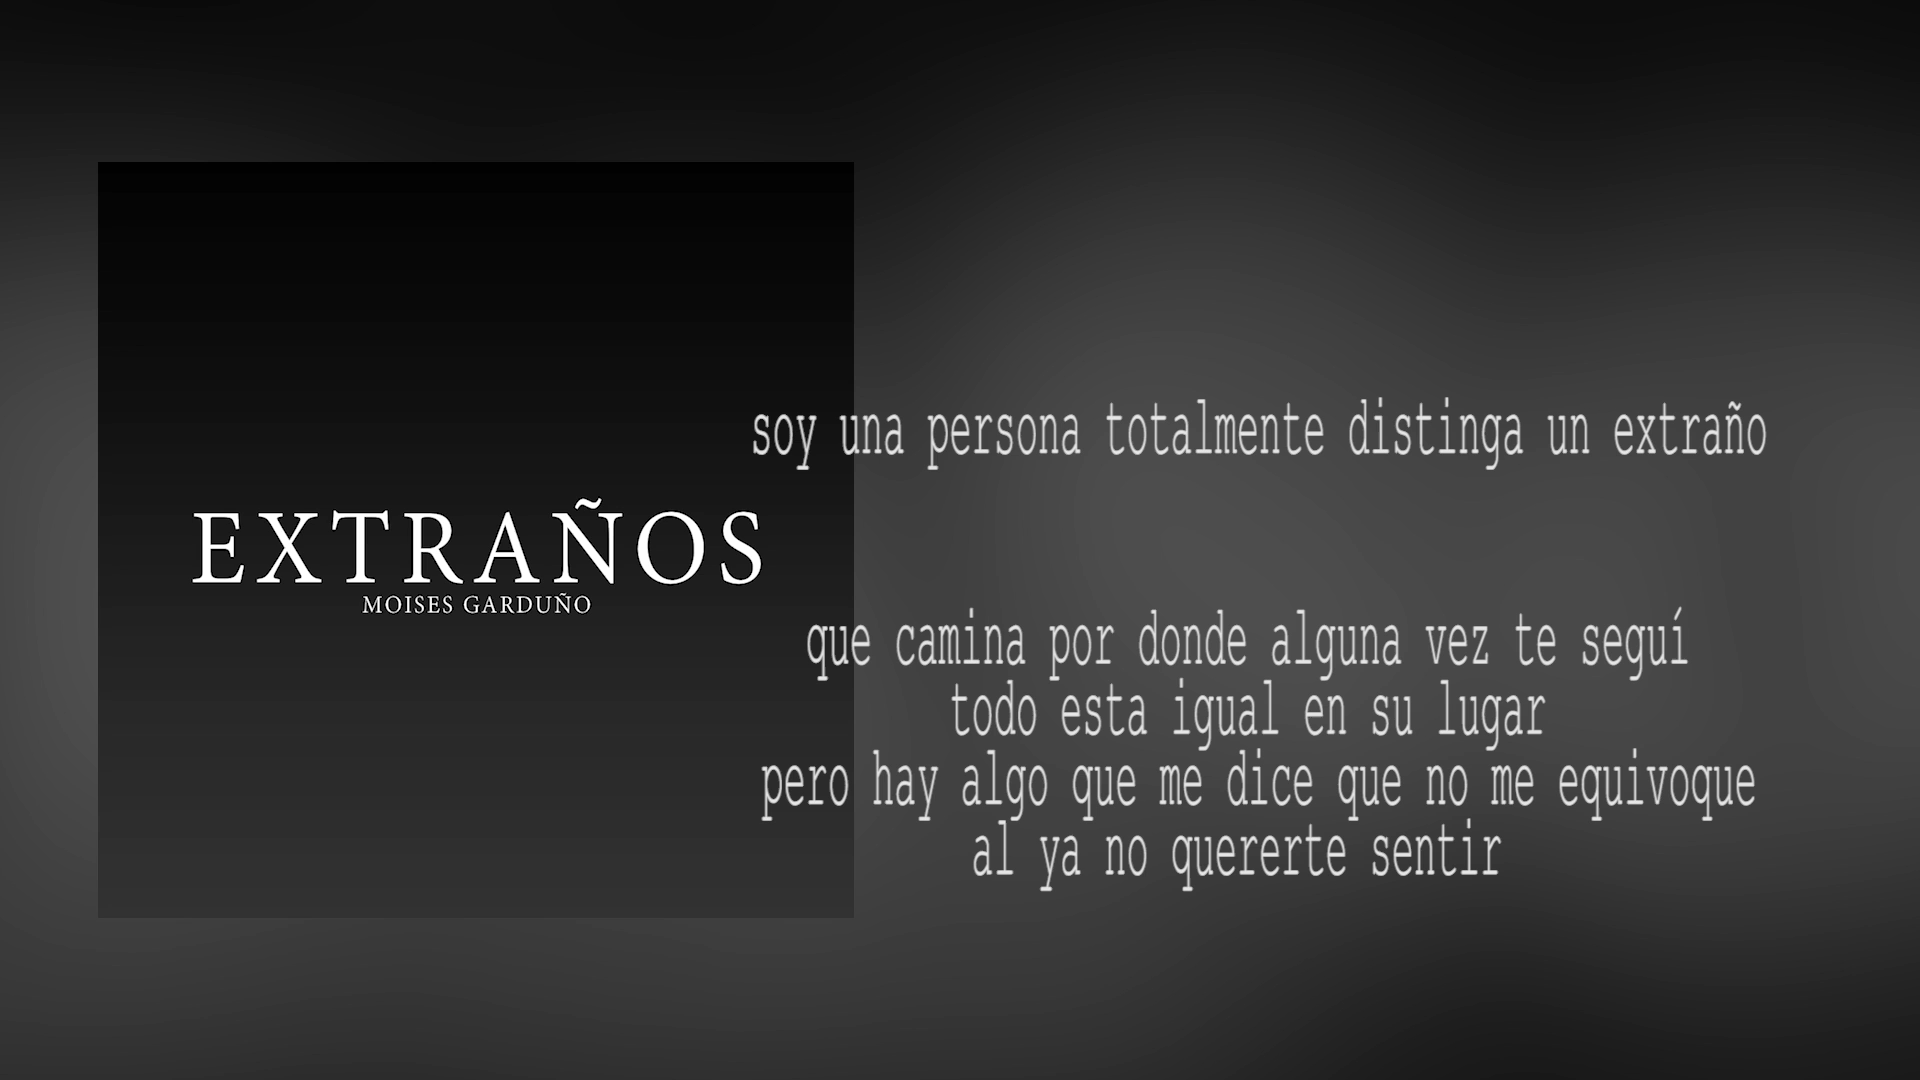 EXTRAÑOS
MOISES GARDUÑO
soy una persona totalmente distinga un extraño
que camina por donde alguna vez te seguí
todo esta igual en su lugar
pero hay algo que me dice que no me equivoque
al ya no quererte sentir